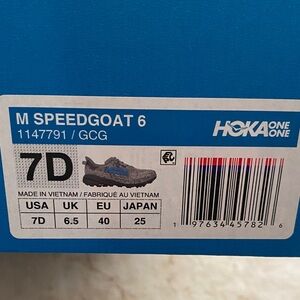 M SPEEDGOAT 6
1147791 / GCG
HOKA ONE ONE
7D
MADE IN VIETNAM / FABRIQUÉ AU VIETNAM
USA UK EU JAPAN
7D 6.5 40 25
1 97634 45782 6